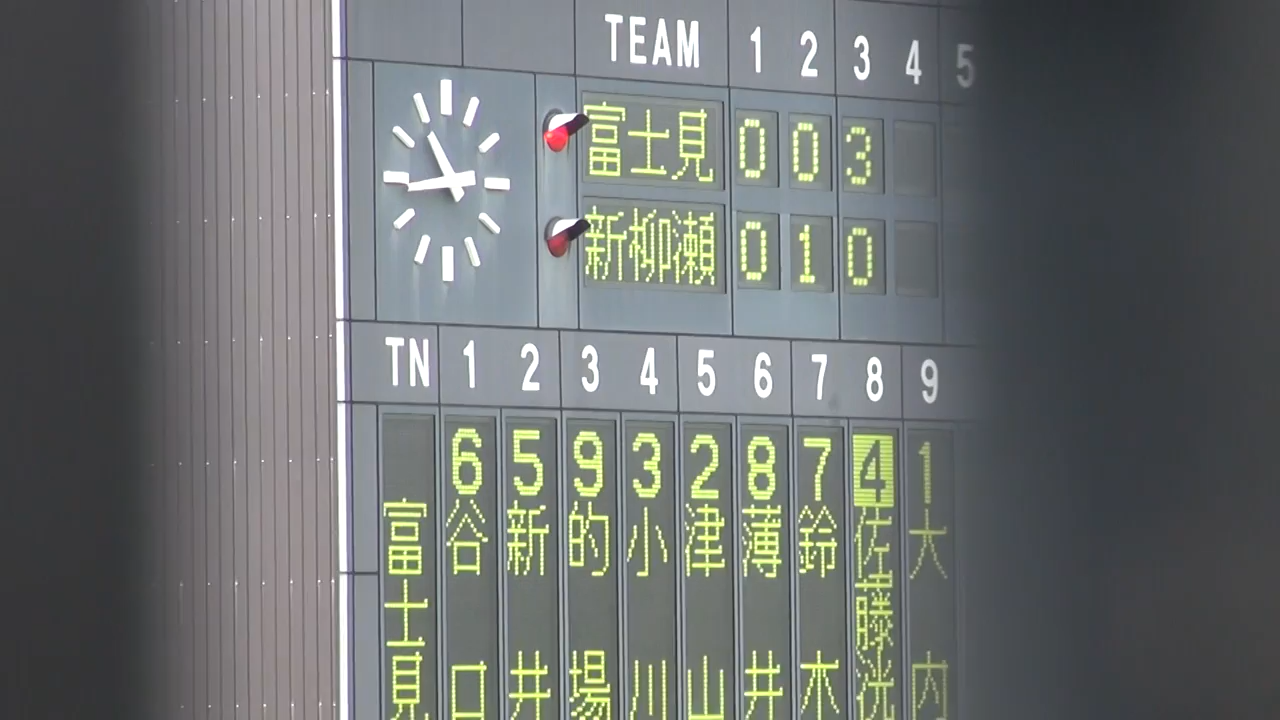 TEAM 1 2 3 4 5
富士見 0 0 3
新柳瀬 0 1 0
TN 1 2 3 4 5 6 7 8 9
6 5 9 3 2 8 7 4 1
富士見
谷口
新井
的場
小川
津山
薄井
鈴木
佐藤洸
大内